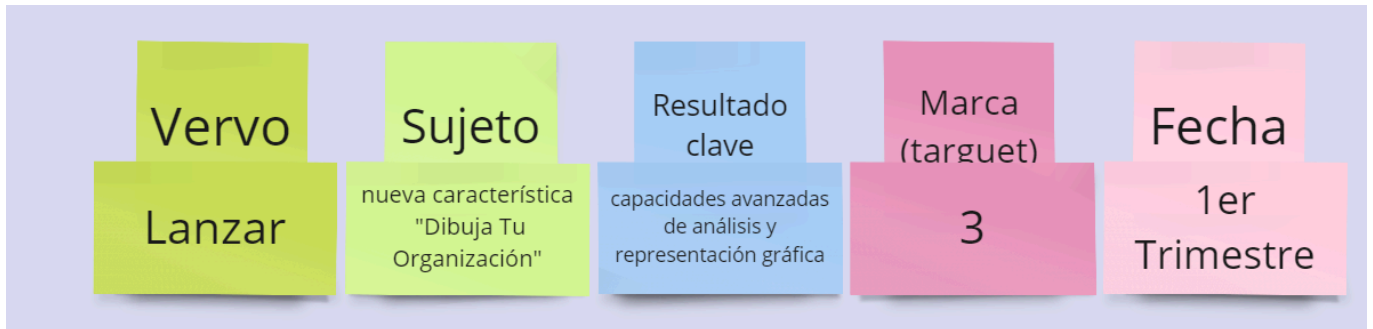 Vervo
Sujeto
Resultado
clave
Marca
(targuet)
Fecha
Lanzar
nueva característica
"Dibuja Tu
Organización"
capacidades avanzadas
de análisis y
representación gráfica
3
1er
Trimestre